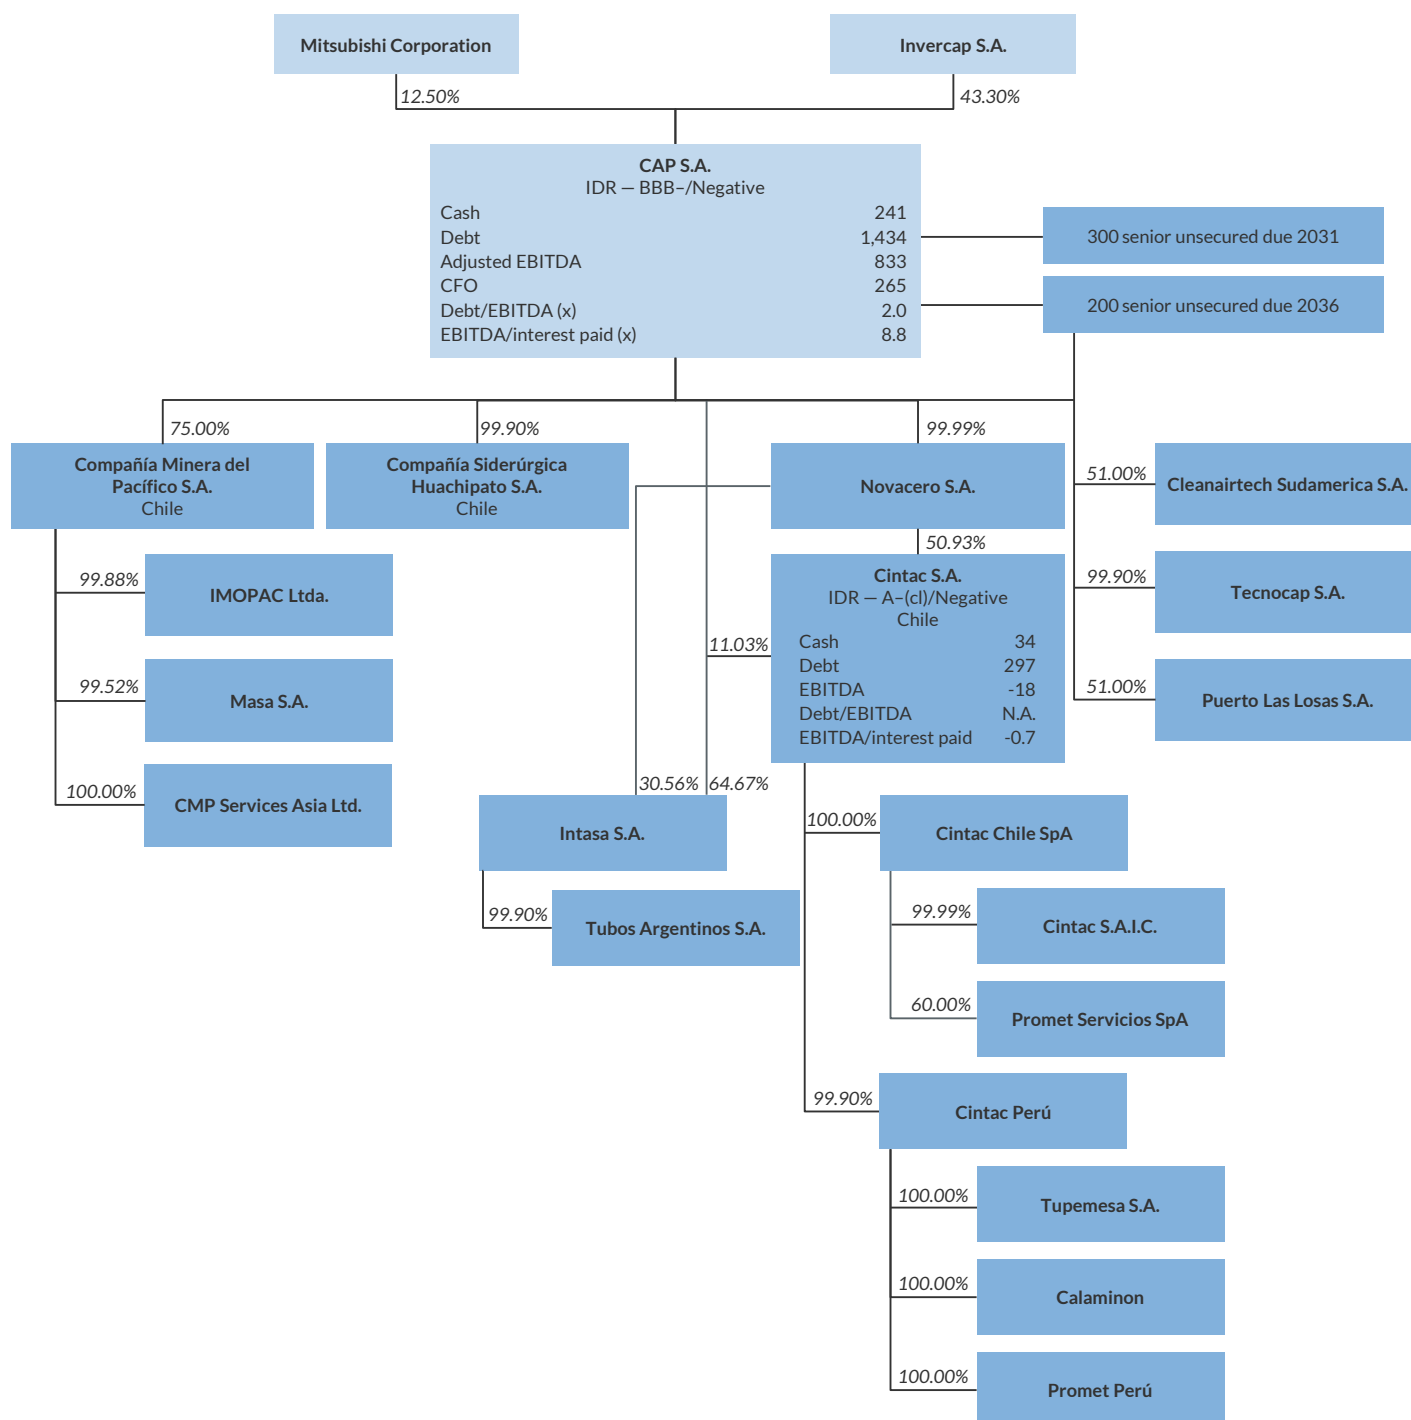 Mitsubishi Corporation
Invercap S.A.
12.50%
43.30%
CAP S.A.
IDR — BBB–/Negative
Cash 241
Debt 1,434
Adjusted EBITDA 833
CFO 265
Debt/EBITDA (x) 2.0
EBITDA/interest paid (x) 8.8
300 senior unsecured due 2031
200 senior unsecured due 2036
75.00%
99.90%
99.99%
Compañía Minera del
Pacífico S.A.
Chile
Compañía Siderúrgica
Huachipato S.A.
Chile
Novacero S.A.
51.00%
Cleanairtech Sudamerica S.A.
50.93%
99.88%
IMOPAC Ltda.
Cintac S.A.
IDR — A–(cl)/Negative
Chile
Cash 34
Debt 297
EBITDA -18
Debt/EBITDA N.A.
EBITDA/interest paid -0.7
99.90%
Tecnocap S.A.
11.03%
99.52%
Masa S.A.
51.00%
Puerto Las Losas S.A.
100.00%
CMP Services Asia Ltd.
30.56%
64.67%
Intasa S.A.
100.00%
Cintac Chile SpA
99.90%
Tubos Argentinos S.A.
99.99%
Cintac S.A.I.C.
60.00%
Promet Servicios SpA
99.90%
Cintac Perú
100.00%
Tupemesa S.A.
100.00%
Calaminon
100.00%
Promet Perú